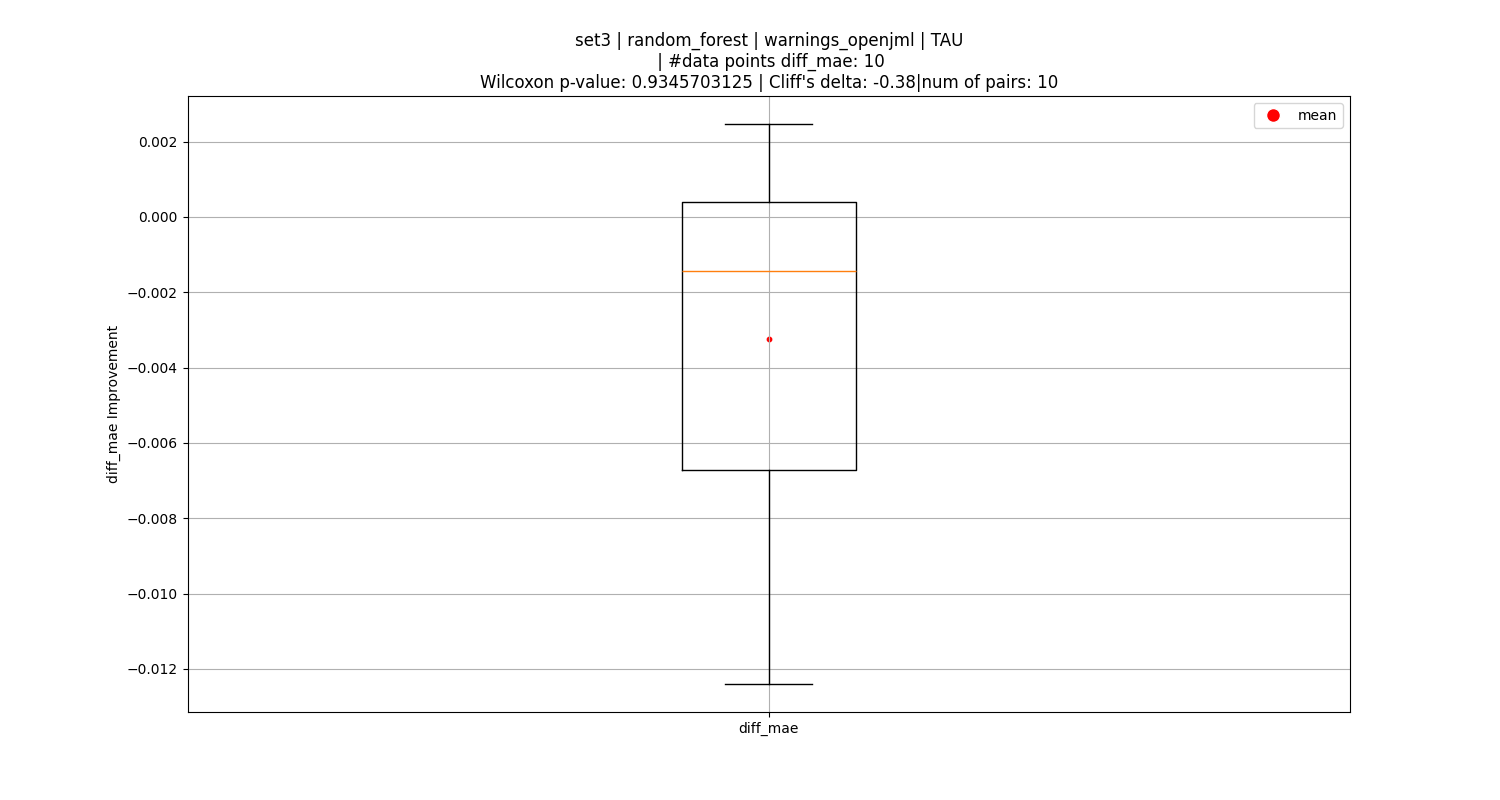 set3 | random_forest | warnings_openjml | TAU
| #data points diff_mae: 10
Wilcoxon p-value: 0.9345703125 | Cliff's delta: -0.38|num of pairs: 10
mean
0.002
0.000
−0.002
−0.004
−0.006
−0.008
−0.010
−0.012
diff_mae Improvement
diff_mae